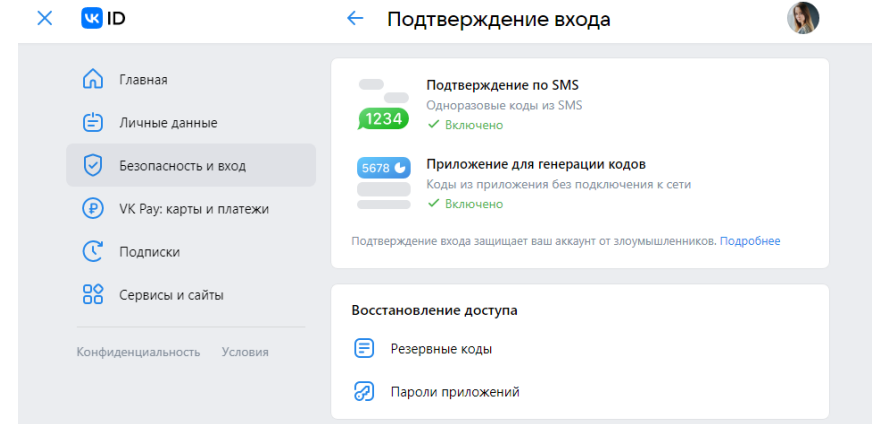 VK ID
Подтверждение входа
Главная
Личные данные
Безопасность и вход
VK Pay: карты и платежи
Подписки
Сервисы и сайты
Конфиденциальность Условия
1234
Подтверждение по SMS
Одноразовые коды из SMS
Включено
5678
Приложение для генерации кодов
Коды из приложения без подключения к сети
Включено
Подтверждение входа защищает ваш аккаунт от злоумышленников. Подробнее
Восстановление доступа
Резервные коды
Пароли приложений